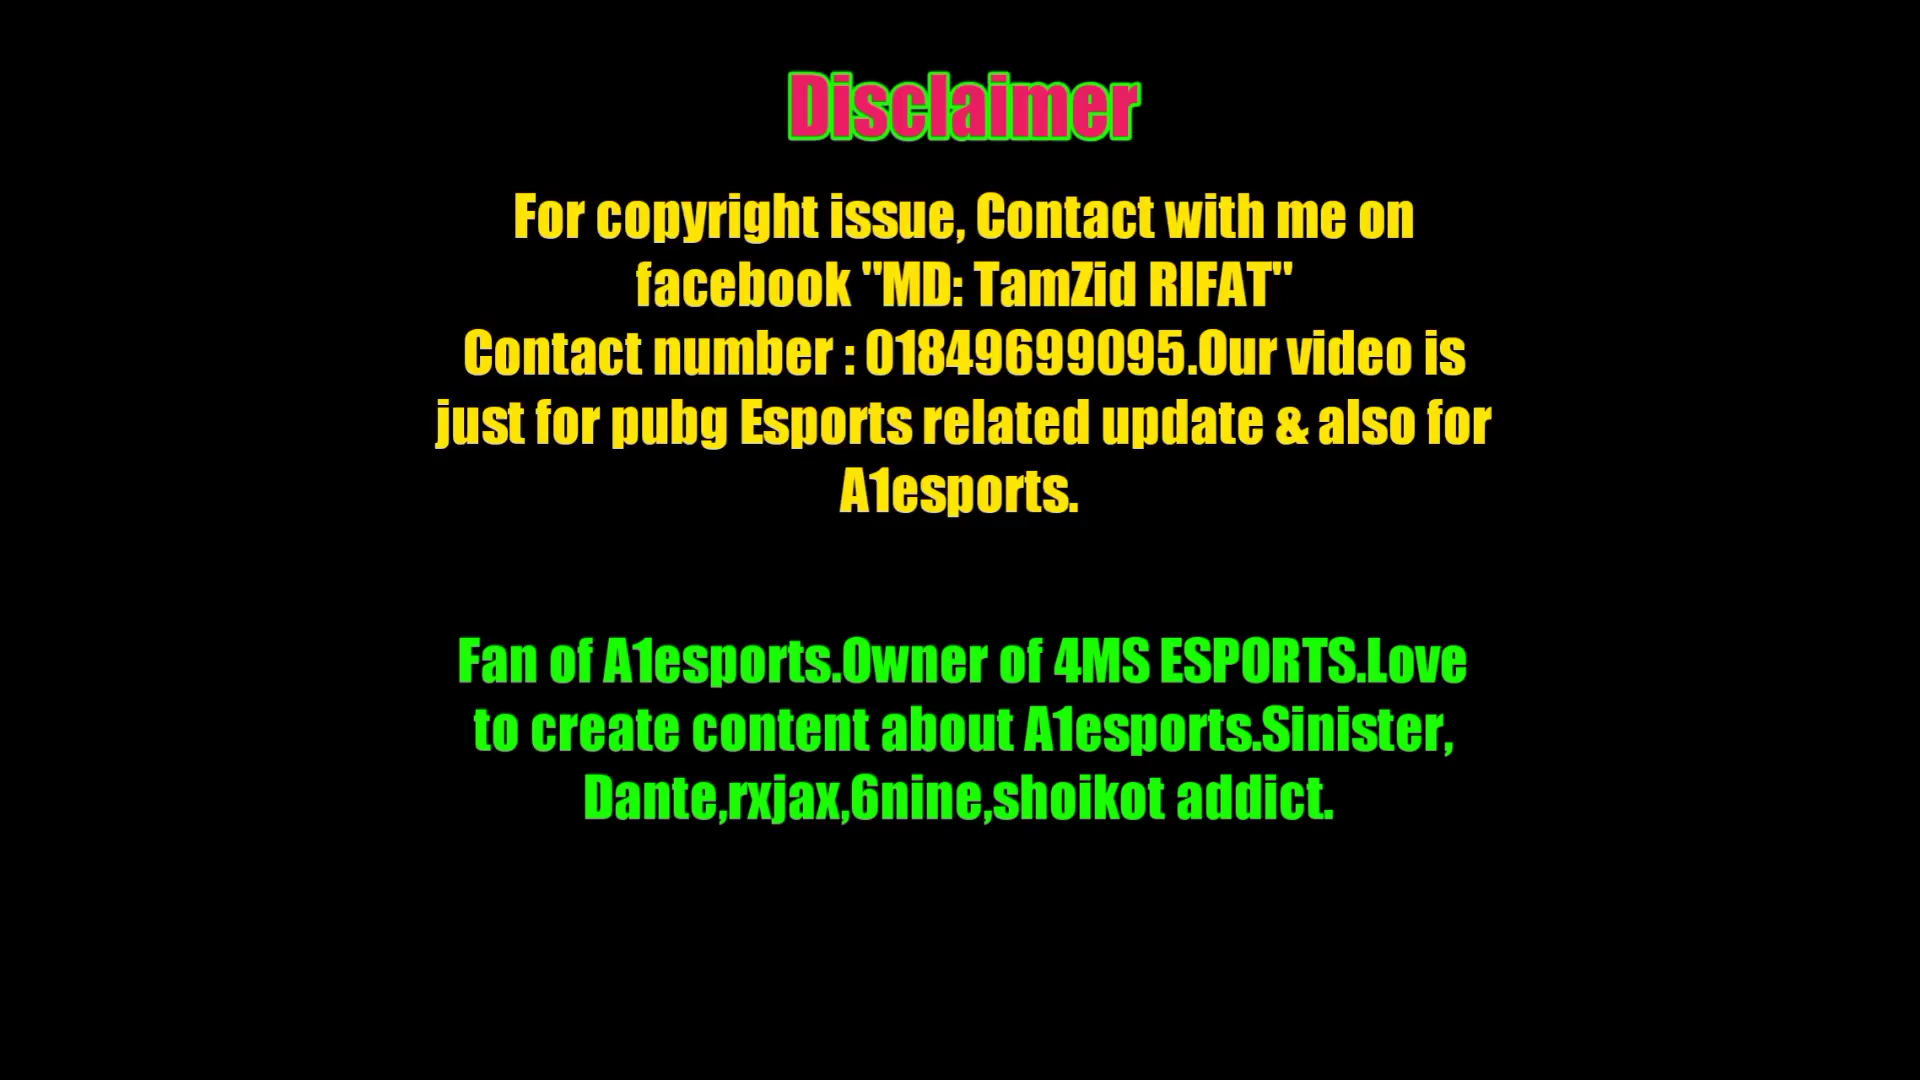 Disclaimer
For copyright issue, Contact with me on
facebook "MD: TamZid RIFAT"
Contact number : 01849699095.Our video is
just for pubg Esports related update & also for
A1esports.
Fan of A1esports.Owner of 4MS ESPORTS.Love
to create content about A1esports.Sinister,
Dante,rxjax,6nine,shoikot addict.